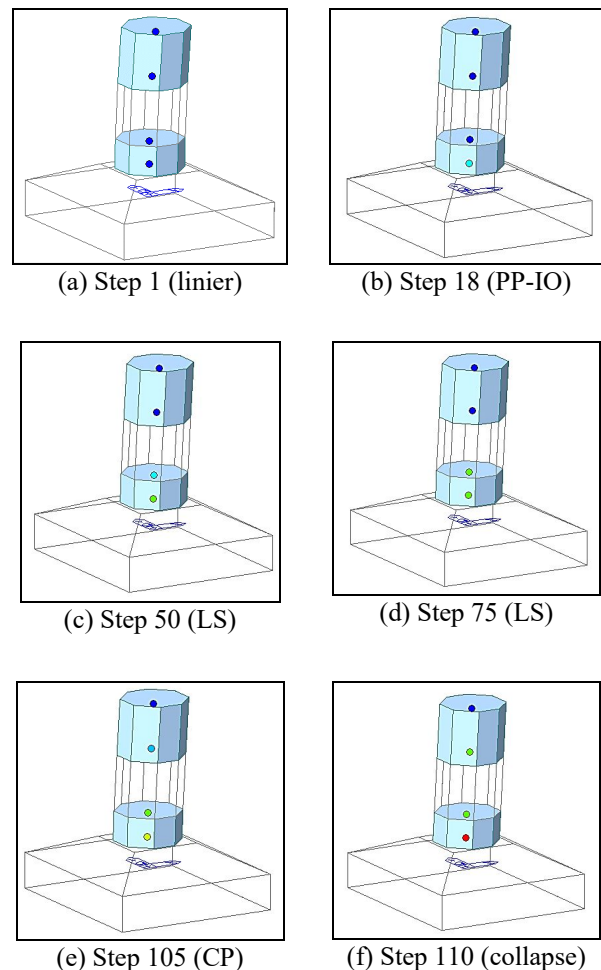 (a) Step 1 (linier)
(b) Step 18 (PP-IO)
(c) Step 50 (LS)
(d) Step 75 (LS)
(e) Step 105 (CP)
(f) Step 110 (collapse)